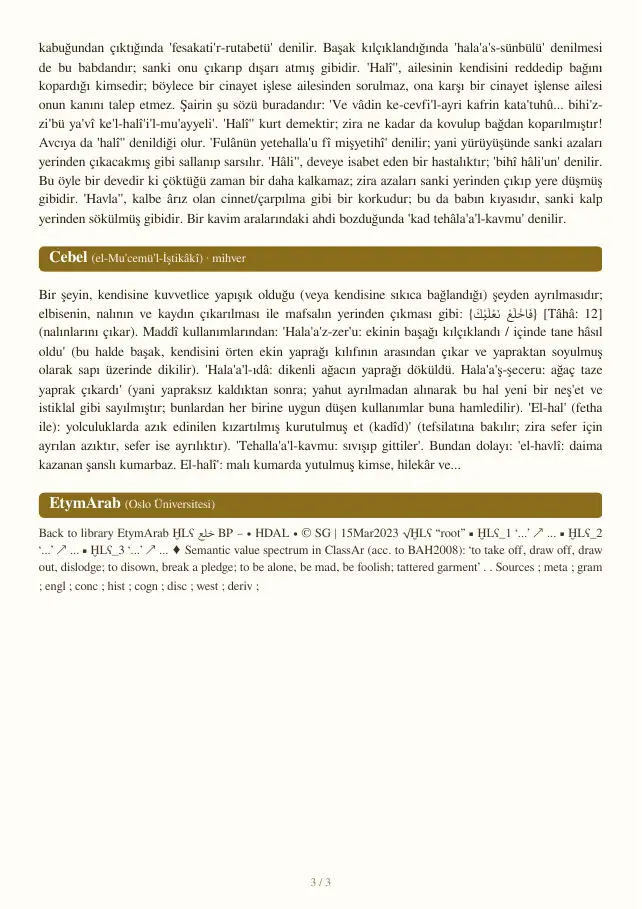 kabuğundan çıktığında 'fesakati'r-rutabetü' denilir. Başak kılçıklandığında 'hala'a's-sünbülü' denilmesi
de bu babdandır; sanki onu çıkarıp dışarı atmış gibidir. 'Halî'', ailesinin kendisini reddedip bağını
kopardığı kimsedir; böylece bir cinayet işlese ailesinden sorulmaz, ona karşı bir cinayet işlense ailesi
onun kanını talep etmez. Şairin şu sözü buradandır: 'Ve vâdin ke-cevfi'l-ayri kafrin kata'tuhû... bihi'z-
zi'bü ya'vî ke'l-halî'i'l-mu'ayyeli'. 'Halî'' kurt demektir; zira ne kadar da kovulup bağdan koparılmıştır!
Avcıya da 'halî'' denildiği olur. 'Fulânün yetehalla'u fî mişyetihî' denilir; yani yürüyüşünde sanki azaları
yerinden çıkacakmış gibi sallanıp sarsılır. 'Hâli'', deveye isabet eden bir hastalıktır; 'bihî hâli'un' denilir.
Bu öyle bir devedir ki çöktüğü zaman bir daha kalkamaz; zira azaları sanki yerinden çıkıp yere düşmüş
gibidir. 'Havla'', kalbe ârız olan cinnet/çarpılma gibi bir korkudur; bu da babın kıyasıdır, sanki kalp
yerinden sökülmüş gibidir. Bir kavim aralarındaki ahdi bozduğunda 'kad tehâla'a'l-kavmu' denilir.
Cebel (el-Mu'cemü'l-İştikâkî) · mihver
Bir şeyin, kendisine kuvvetlice yapışık olduğu (veya kendisine sıkıca bağlandığı) şeyden ayrılmasıdır;
elbisenin, nalının ve kaydın çıkarılması ile mafsalın yerinden çıkması gibi: {فَاخْلَعْ نَعْلَيْكَ} [Tâhâ: 12]
(nalınlarını çıkar). Maddî kullanımlarından: 'Hala'a'z-zer'u: ekinin başağı kılçıklandı / içinde tane hâsıl
oldu' (bu halde başak, kendisini örten ekin yaprağı kılıfının arasından çıkar ve yapraktan soyulmuş
olarak sapı üzerinde dikilir). 'Hala'a'l-ıdâ: dikenli ağacın yaprağı döküldü. Hala'a'ş-şeceru: ağaç taze
yaprak çıkardı' (yani yapraksız kaldıktan sonra; yahut ayrılmadan alınarak bu hal yeni bir neş'et ve
istiklal gibi sayılmıştır; bunlardan her birine uygun düşen kullanımlar buna hamledilir). 'El-hal' (fetha
ile): yolculuklarda azık edinilen kızartılmış kurutulmuş et (kadîd)' (tefsilatına bakılır; zira sefer için
ayrılan azıktır, sefer ise ayrılıktır). 'Tehalla'a'l-kavmu: sıvışıp gittiler'. Bundan dolayı: 'el-havlî: daima
kazanan şanslı kumarbaz. El-halî': malı kumarda yutulmuş kimse, hilekâr ve...
EtymArab (Oslo Üniversitesi)
Back to library EtymArab ḪLʕ خلع BP – • HDAL • © SG | 15Mar2023 √ḪLʕ “root” ▪ ḪLʕ_1 ‘...’ ↗ ... ▪ ḪLʕ_2
‘...’ ↗ ... ▪ ḪLʕ_3 ‘...’ ↗ ... ♦ Semantic value spectrum in ClassAr (acc. to BAH2008): ‘to take off, draw off, draw
out, dislodge; to disown, break a pledge; to be alone, be mad, be foolish; tattered garment’ . . Sources ; meta ; gram
; engl ; conc ; hist ; cogn ; disc ; west ; deriv ;
3 / 3